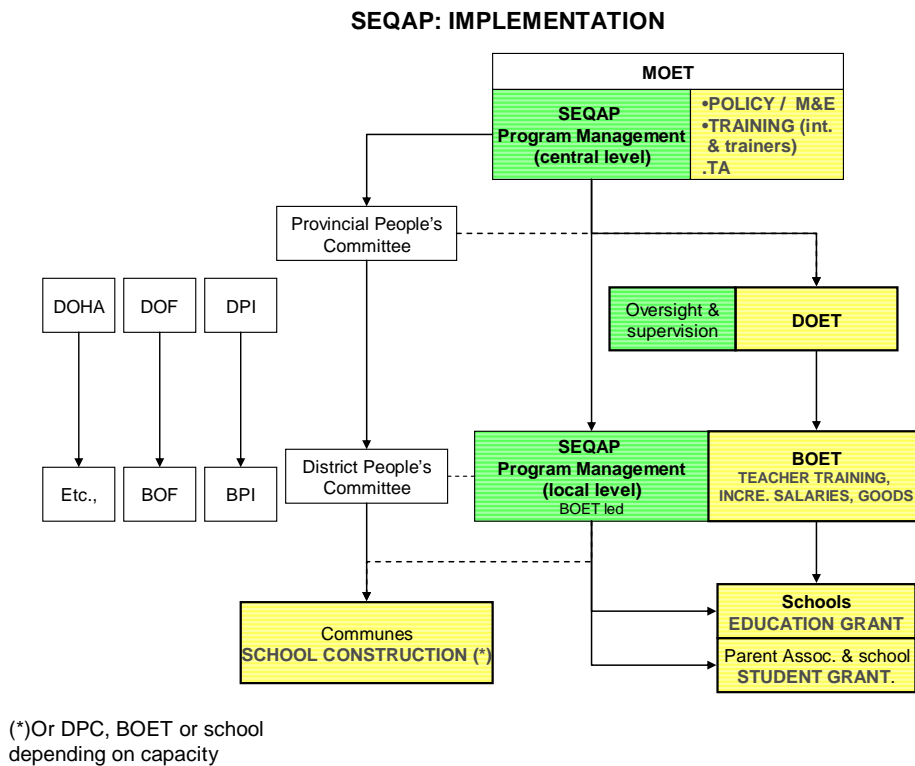 SEQAP: IMPLEMENTATION
MOET
SEQAP
Program Management
(central level)
•POLICY / M&E
•TRAINING (int.
& trainers)
.TA
Provincial People's
Committee
DOHA
DOF
DPI
Oversight &
supervision
DOET
Etc.,
BOF
BPI
District People's
Committee
SEQAP
Program Management
(local level)
BOET led
BOET
TEACHER TRAINING,
INCRE. SALARIES, GOODS
Communes
SCHOOL CONSTRUCTION (*)
Schools
EDUCATION GRANT
Parent Assoc. & school
STUDENT GRANT.
(*)Or DPC, BOET or school
depending on capacity